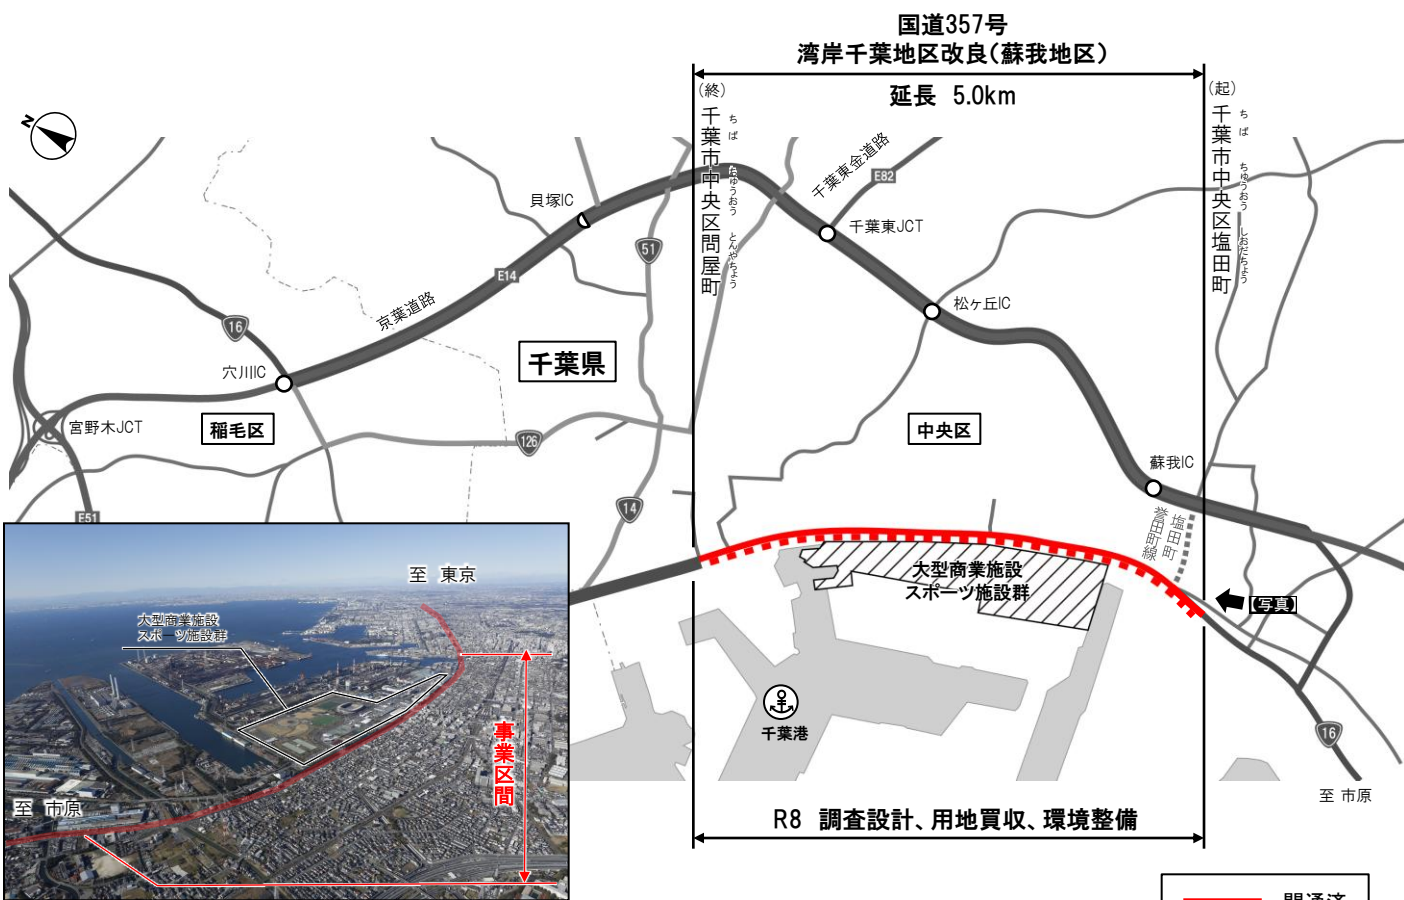 国道357号
湾岸千葉地区改良(蘇我地区)
延長 5.0km
(終)
千葉市中央区問屋町
ちば ちゅうおう とんやちょう
(起)
千葉市中央区塩田町
ちば ちゅうおう しおだちょう
N
千葉東金道路
E82
貝塚IC
千葉東JCT
51
E14
京葉道路
松ヶ丘IC
16
千葉県
穴川IC
稲毛区
宮野木JCT
126
中央区
蘇我IC
E51
14
塩田町
誉田町線
大型商業施設
スポーツ施設群
【写真】
千葉港
16
至 市原
R8 調査設計、用地買収、環境整備
至 東京
大型商業施設
スポーツ施設群
事業区間
至 市原
開通済